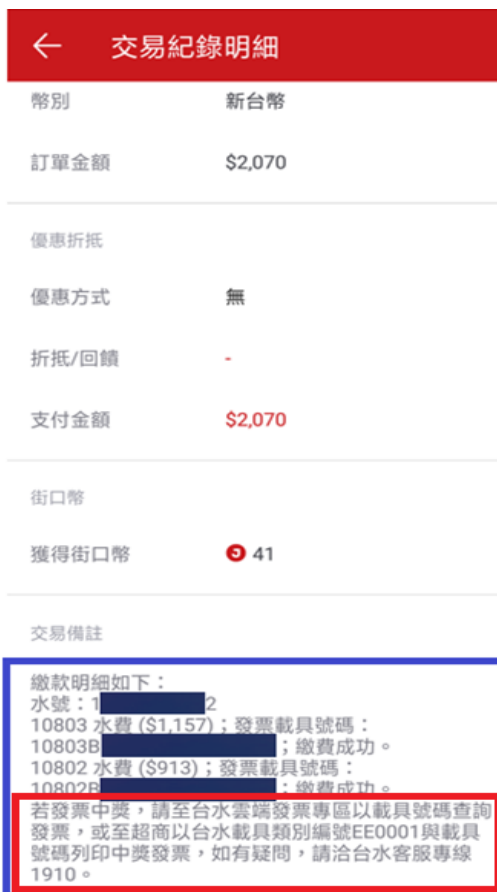 交易紀錄明細
幣別 新台幣
訂單金額 $2,070
優惠折抵
優惠方式 無
折抵/回饋 -
支付金額 $2,070
街口幣
獲得街口幣 41
交易備註
繳款明細如下：
水號：1 2
10803 水費 ($1,157)；發票載具號碼：
10803B ；繳費成功。
10802 水費 ($913)；發票載具號碼：
10802B ；繳費成功。
若發票中獎，請至台水雲端發票專區以載具號碼查詢
發票，或至超商以台水載具類別編號EE0001與載具
號碼列印中獎發票，如有疑問，請洽台水客服專線
1910。